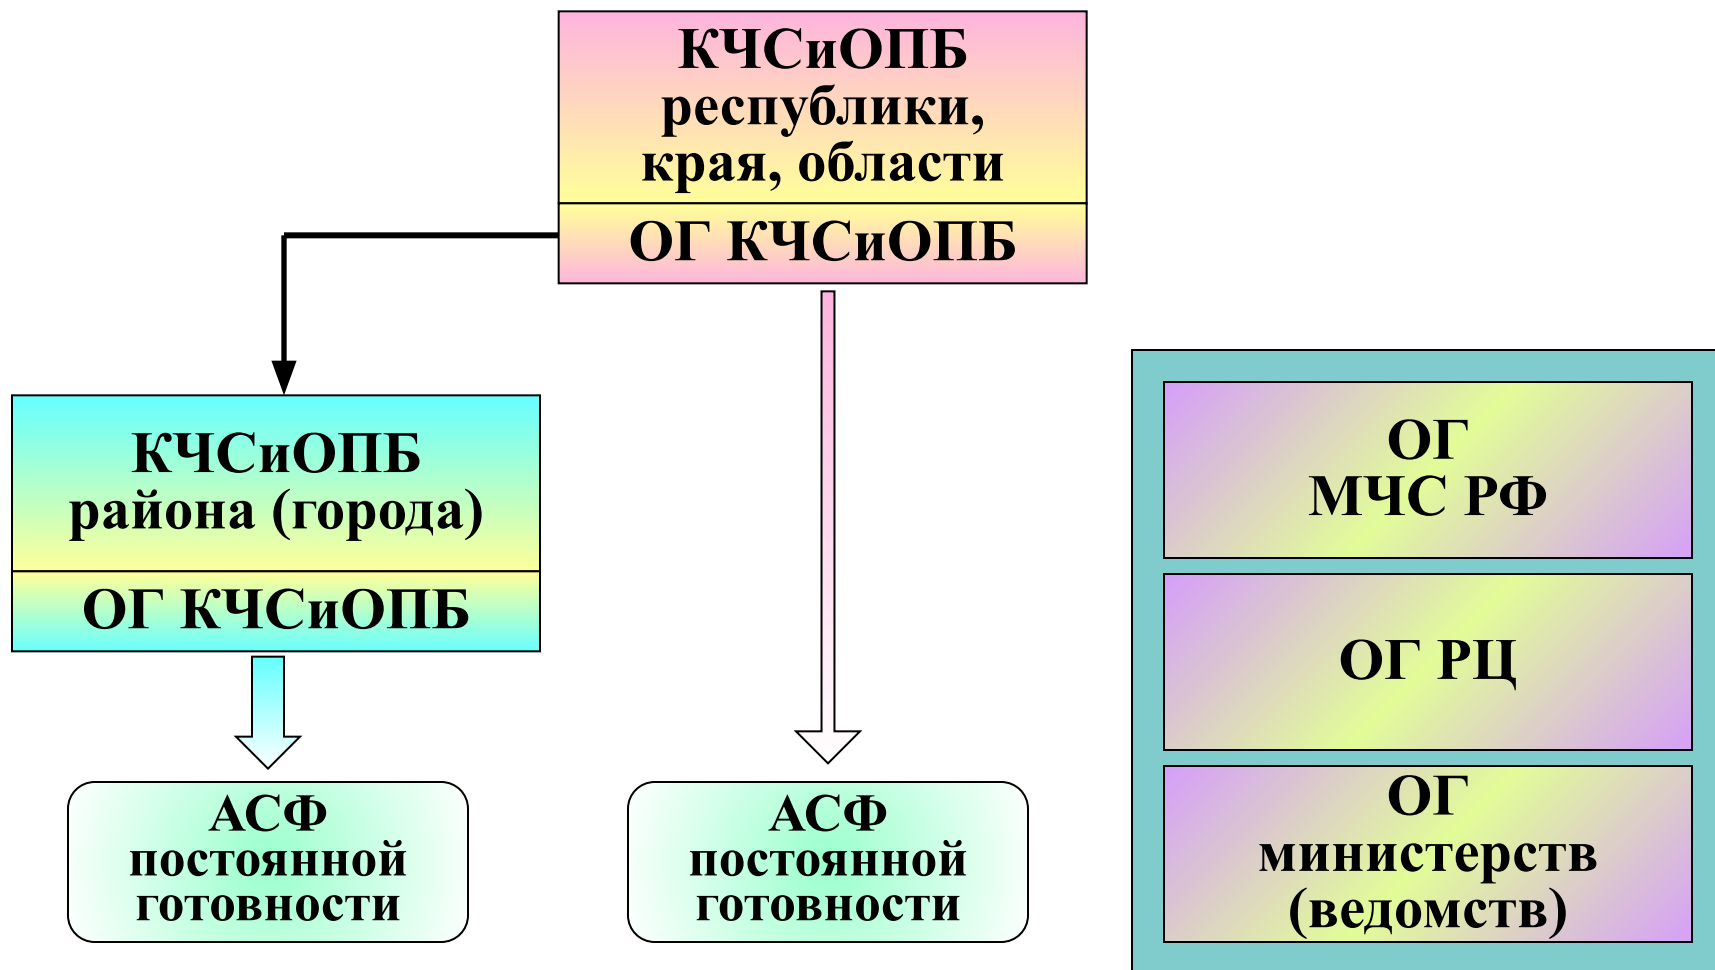 КЧСиОПБ
республики,
края, области
ОГ КЧСиОПБ
КЧСиОПБ
района (города)
ОГ КЧСиОПБ
АСФ
постоянной
готовности
АСФ
постоянной
готовности
ОГ
МЧС РФ
ОГ РЦ
ОГ
министерств
(ведомств)